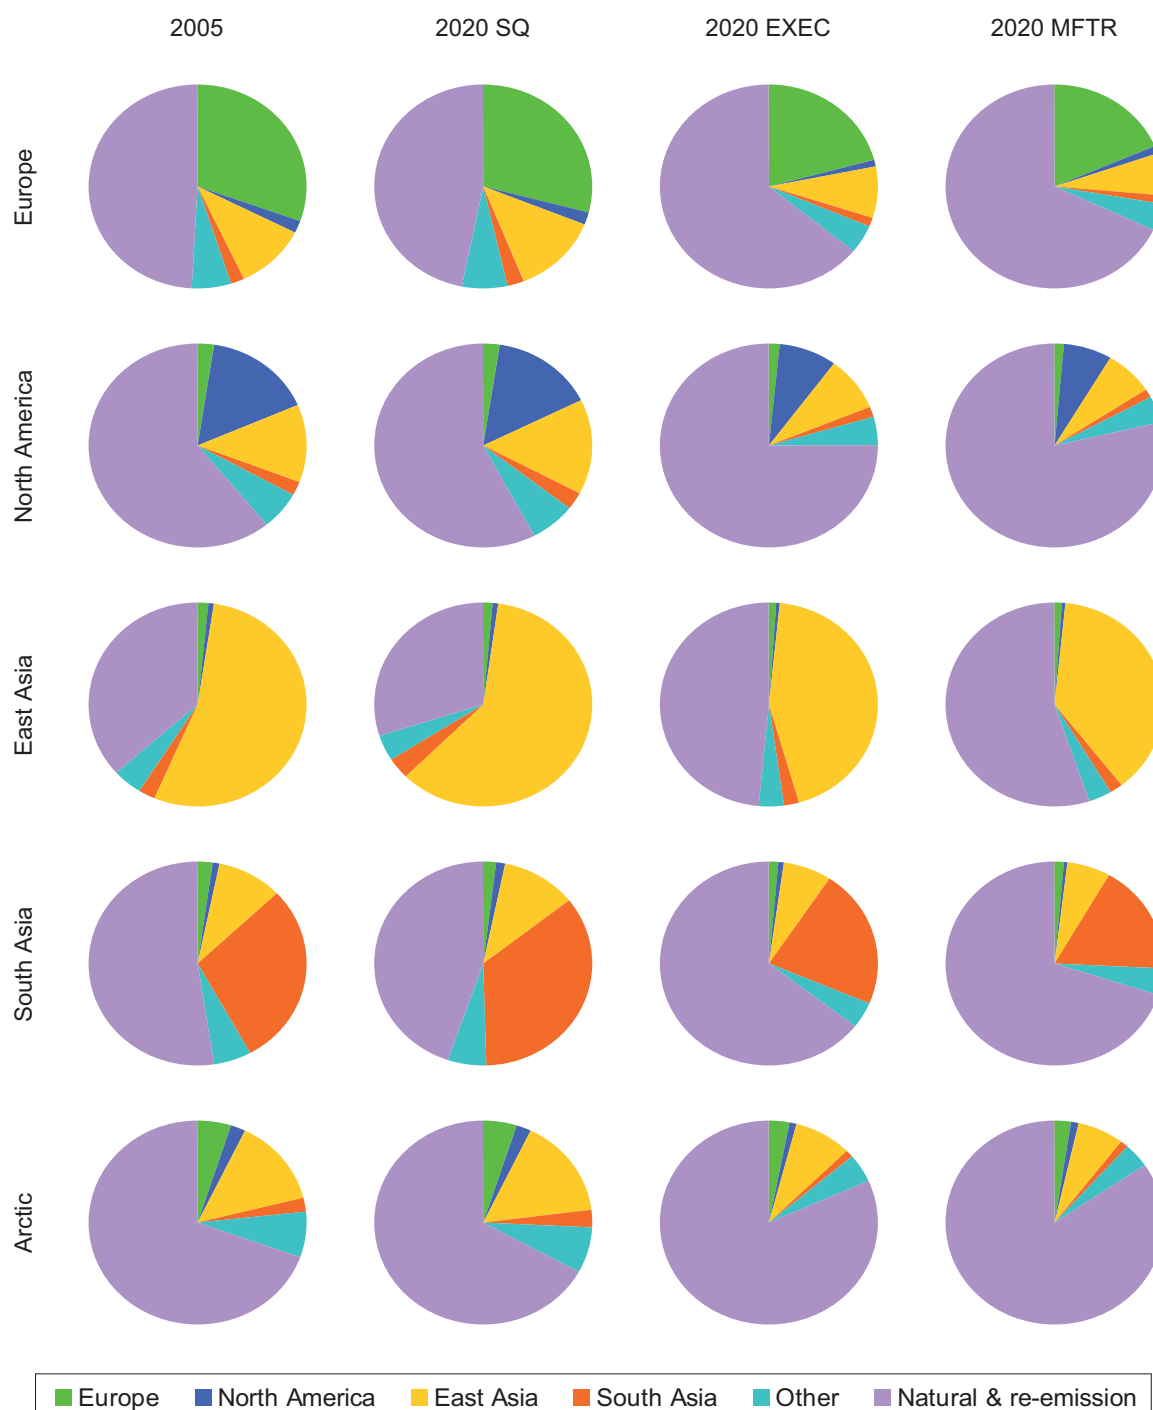 2005 2020 SQ 2020 EXEC 2020 MFTR
Europe
North America
East Asia
South Asia
Arctic
Europe North America East Asia South Asia Other Natural & re-emission